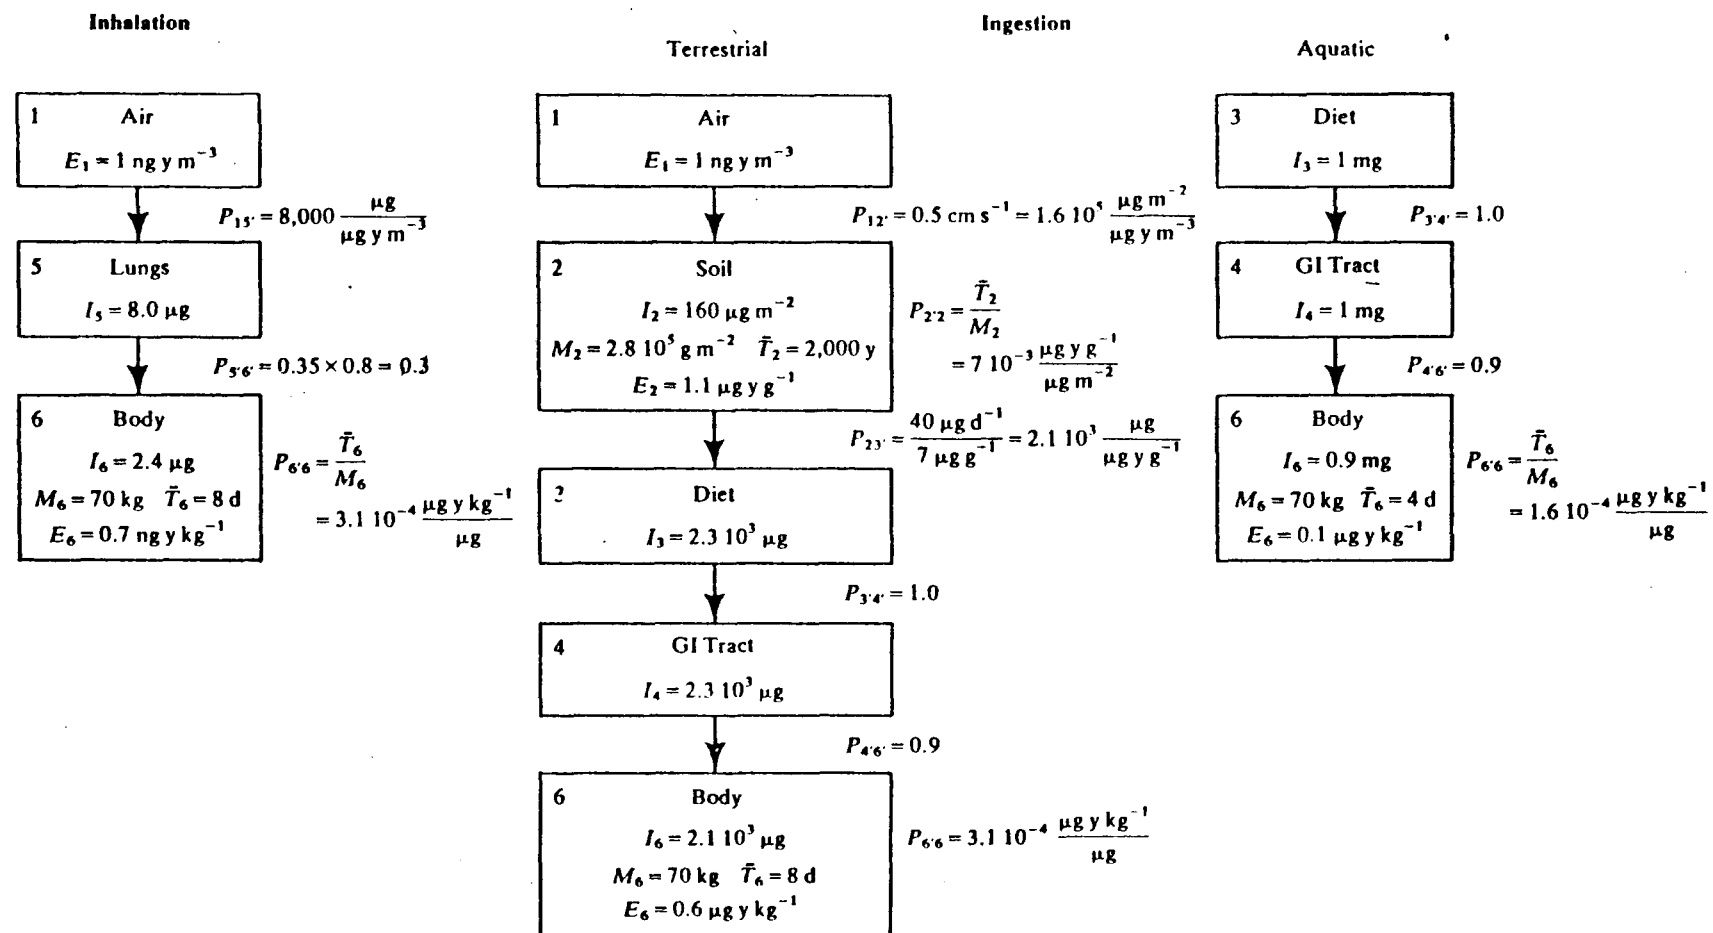 Inhalation
Ingestion
Terrestrial
Aquatic
1 Air
E₁ = 1 ng y m⁻³
P₁₅' = 8,000 μg / μg y m⁻³
5 Lungs
I₅ = 8.0 μg
P₅'₆' = 0.35 × 0.8 = 0.3
6 Body
I₆ = 2.4 μg
M₆ = 70 kg T̄₆ = 8 d
E₆ = 0.7 ng y kg⁻¹
P₆'₆ = T̄₆ / M₆
= 3.1 10⁻⁴ μg y kg⁻¹ / μg
1 Air
E₁ = 1 ng y m⁻³
P₁₂' = 0.5 cm s⁻¹ = 1.6 10⁵ μg m⁻² / μg y m⁻³
2 Soil
I₂ = 160 μg m⁻²
M₂ = 2.8 10⁵ g m⁻² T̄₂ = 2,000 y
E₂ = 1.1 μg y g⁻¹
P₂'₂ = T̄₂ / M₂
= 7 10⁻³ μg y g⁻¹ / μg m⁻²
P₂₃' = 40 μg d⁻¹ / 7 μg g⁻¹ = 2.1 10³ μg / μg y g⁻¹
Diet
I₃ = 2.3 10³ μg
P₃'₄' = 1.0
4 GI Tract
I₄ = 2.3 10³ μg
P₄'₆' = 0.9
6 Body
I₆ = 2.1 10³ μg
M₆ = 70 kg T̄₆ = 8 d
E₆ = 0.6 μg y kg⁻¹
P₆'₆ = 3.1 10⁻⁴ μg y kg⁻¹ / μg
3 Diet
I₃ = 1 mg
P₃'₄' = 1.0
4 GI Tract
I₄ = 1 mg
P₄'₆' = 0.9
6 Body
I₆ = 0.9 mg
M₆ = 70 kg T̄₆ = 4 d
E₆ = 0.1 μg y kg⁻¹
P₆'₆ = T̄₆ / M₆
= 1.6 10⁻⁴ μg y kg⁻¹ / μg